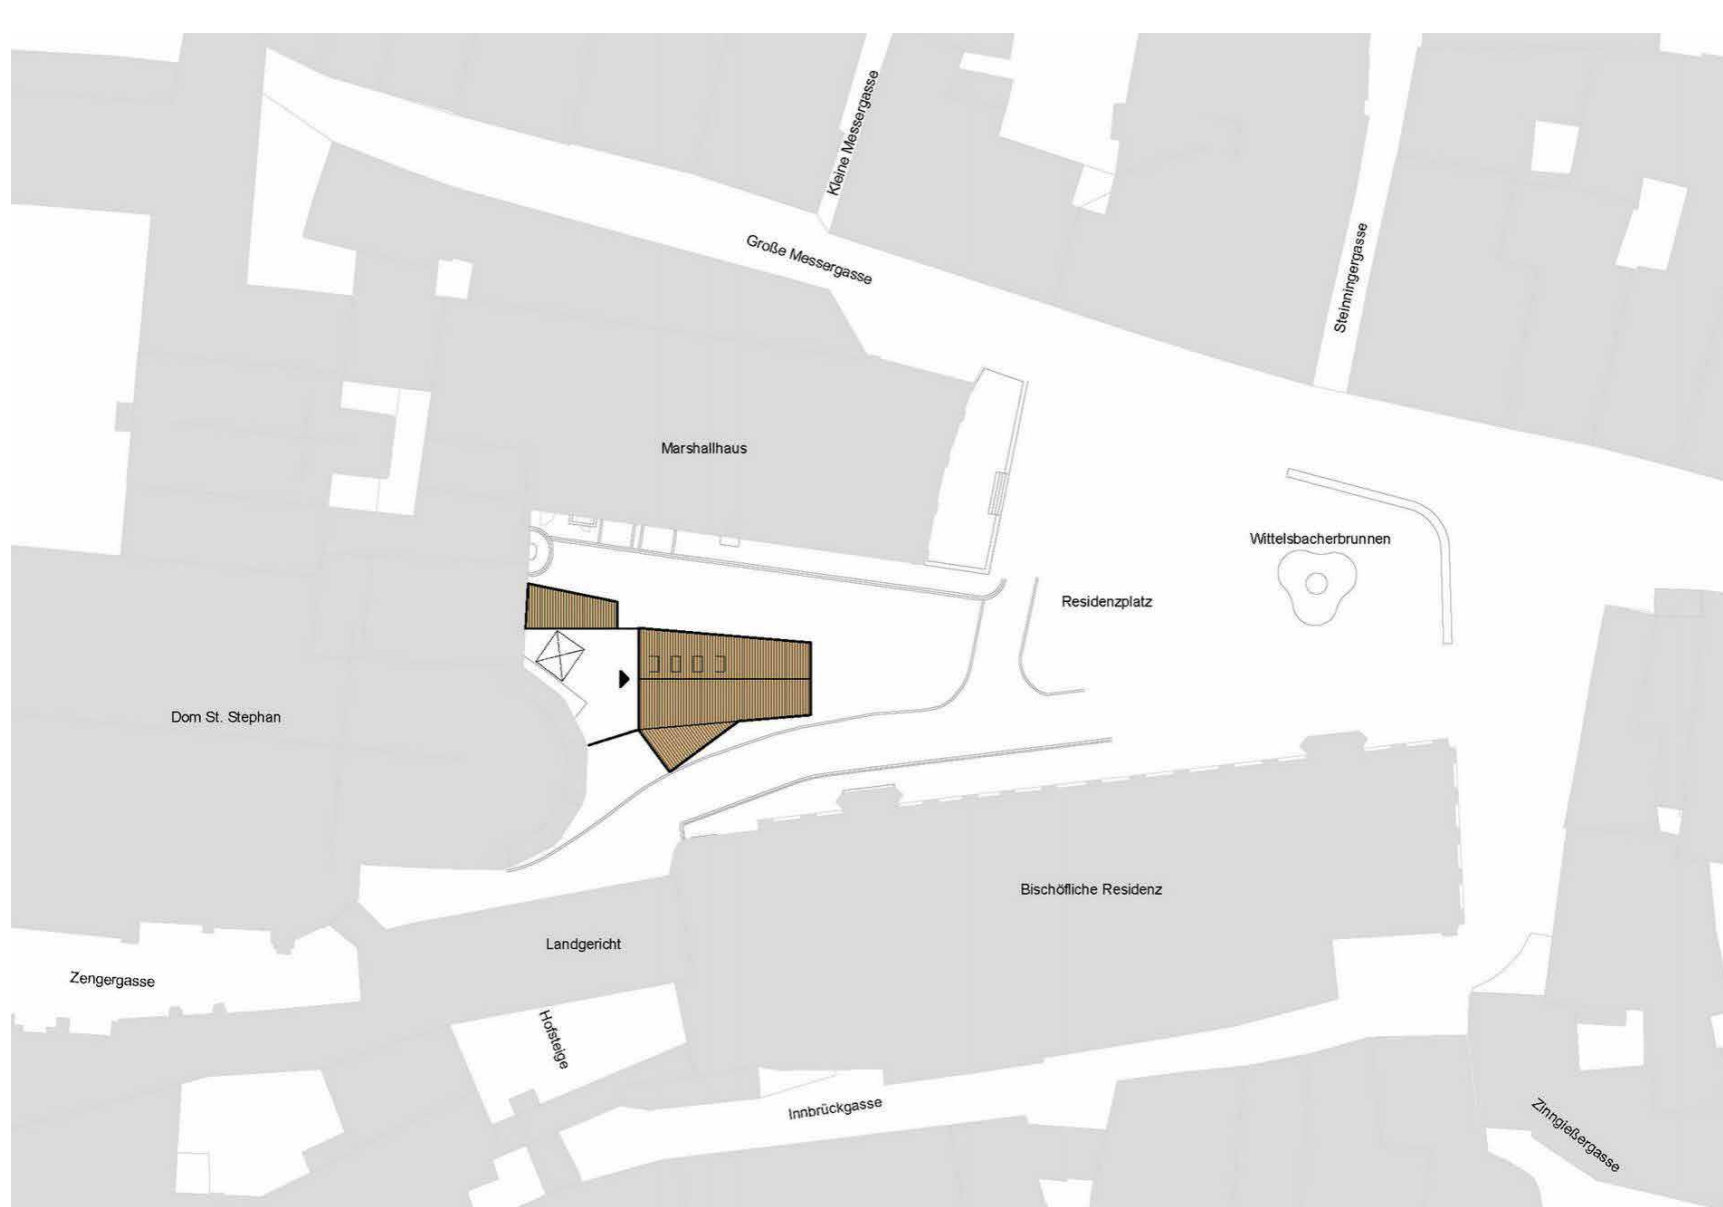 Kleine Messergasse
Große Messergasse
Steinningergasse
Marshallhaus
Wittelsbacherbrunnen
Residenzplatz
Dom St. Stephan
Bischöfliche Residenz
Landgericht
Zengergasse
Hofsteige
Innbrückgasse
Zinngießergasse